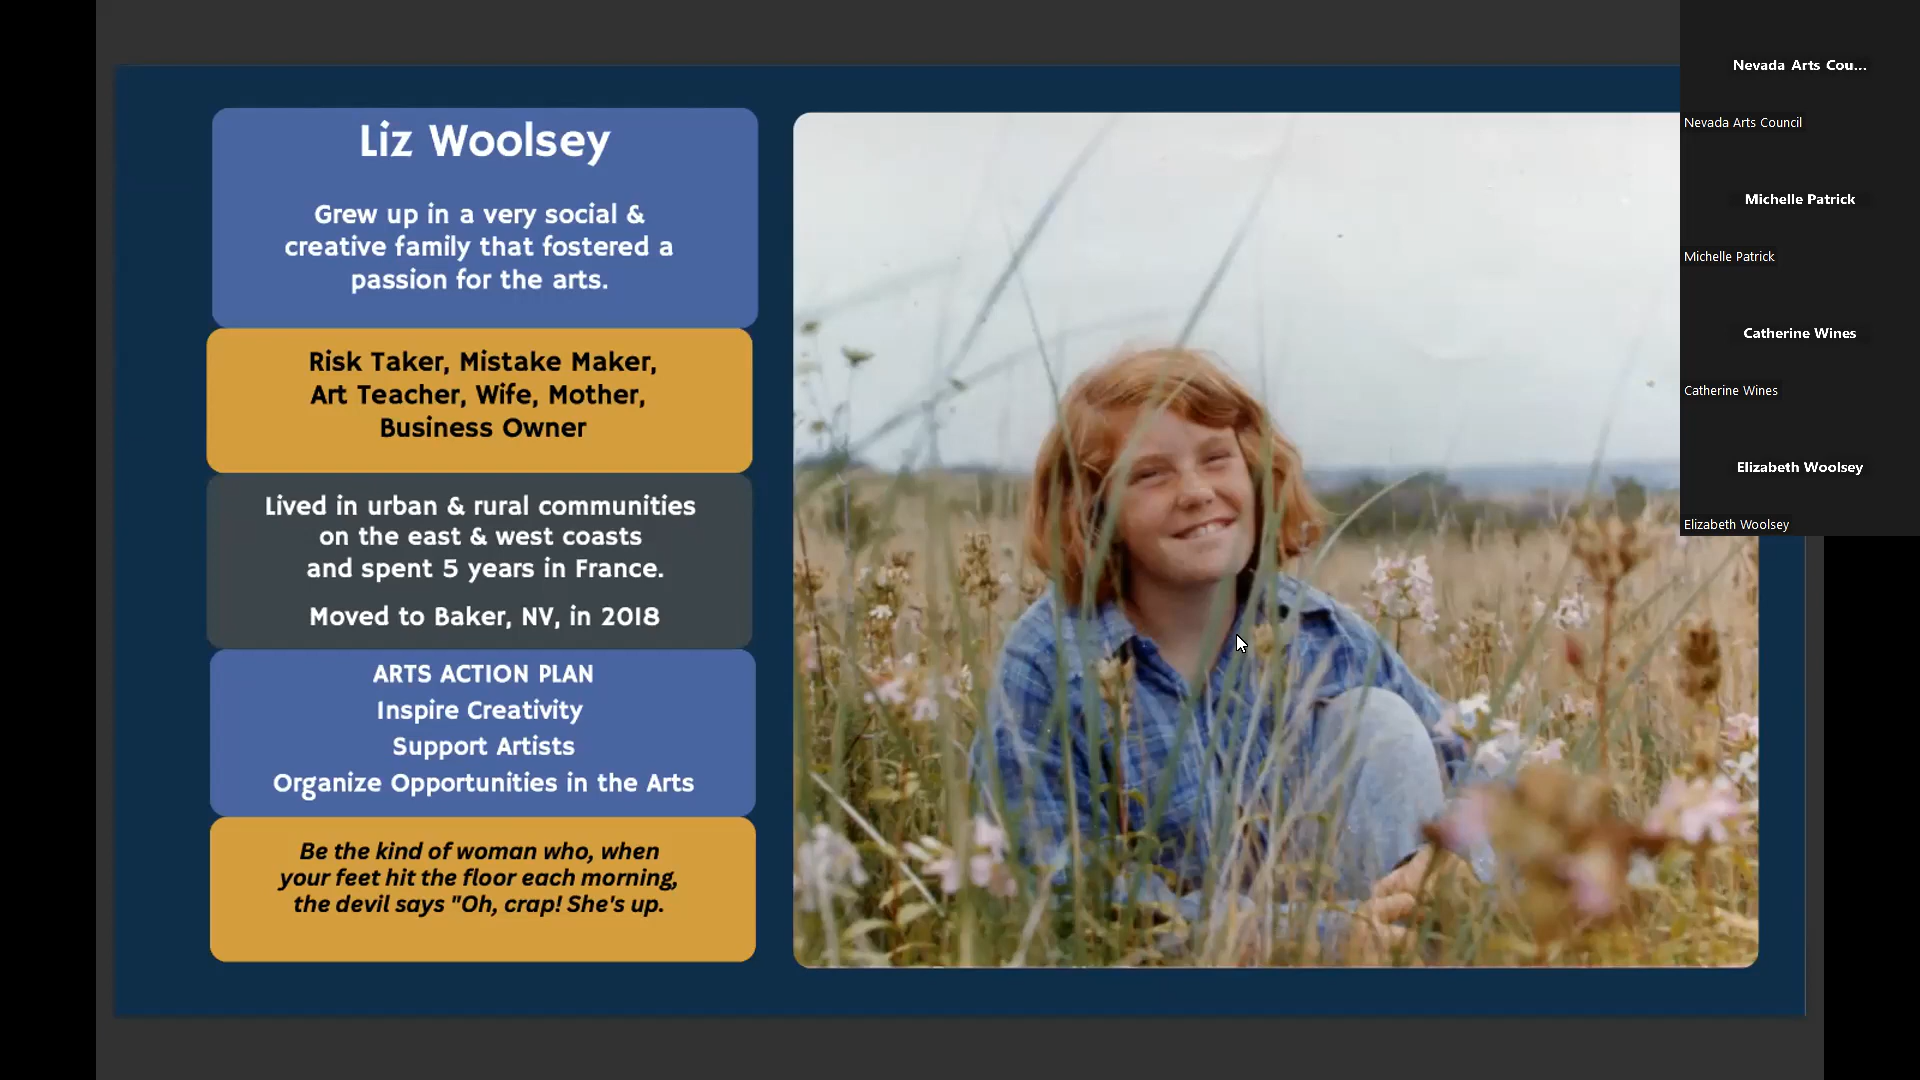 Liz Woolsey
Grew up in a very social &
creative family that fostered a
passion for the arts.
Risk Taker, Mistake Maker,
Art Teacher, Wife, Mother,
Business Owner
Lived in urban & rural communities
on the east & west coasts
and spent 5 years in France.
Moved to Baker, NV, in 2018
ARTS ACTION PLAN
Inspire Creativity
Support Artists
Organize Opportunities in the Arts
Be the kind of woman who, when
your feet hit the floor each morning,
the devil says "Oh, crap! She's up.
Nevada Arts Cou...
Nevada Arts Council
Michelle Patrick
Michelle Patrick
Catherine Wines
Catherine Wines
Elizabeth Woolsey
Elizabeth Woolsey